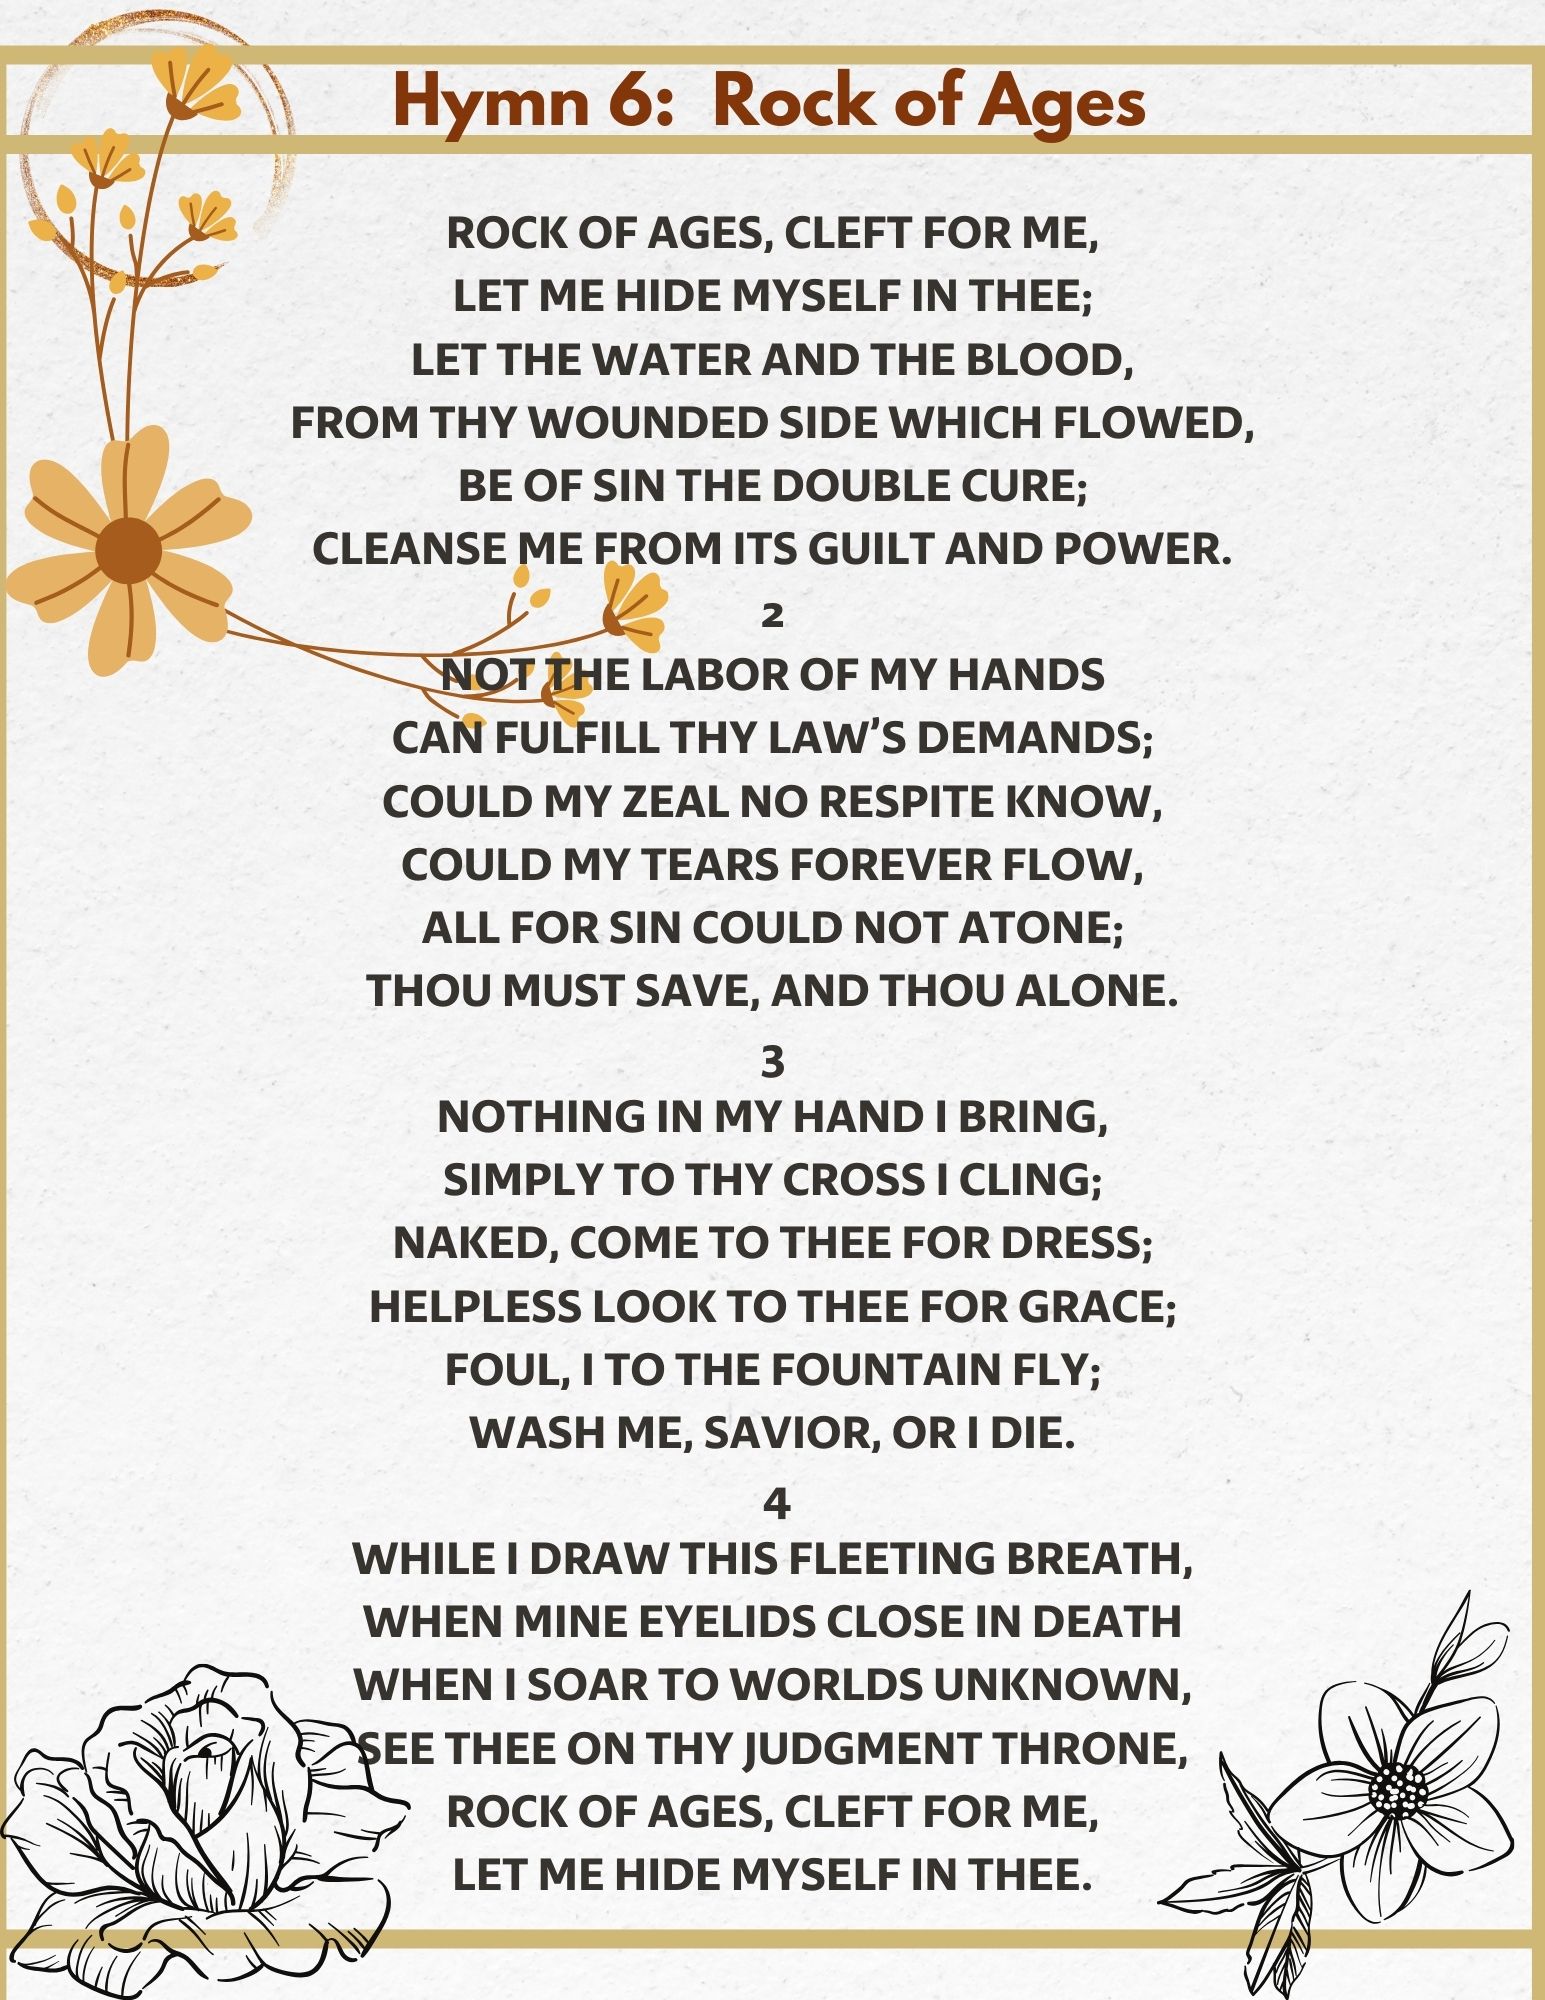 Hymn 6: Rock of Ages
ROCK OF AGES, CLEFT FOR ME,
LET ME HIDE MYSELF IN THEE;
LET THE WATER AND THE BLOOD,
FROM THY WOUNDED SIDE WHICH FLOWED,
BE OF SIN THE DOUBLE CURE;
CLEANSE ME FROM ITS GUILT AND POWER.
2
NOT THE LABOR OF MY HANDS
CAN FULFILL THY LAW'S DEMANDS;
COULD MY ZEAL NO RESPITE KNOW,
COULD MY TEARS FOREVER FLOW,
ALL FOR SIN COULD NOT ATONE;
THOU MUST SAVE, AND THOU ALONE.
3
NOTHING IN MY HAND I BRING,
SIMPLY TO THY CROSS I CLING;
NAKED, COME TO THEE FOR DRESS;
HELPLESS LOOK TO THEE FOR GRACE;
FOUL, I TO THE FOUNTAIN FLY;
WASH ME, SAVIOR, OR I DIE.
4
WHILE I DRAW THIS FLEETING BREATH,
WHEN MINE EYELIDS CLOSE IN DEATH
WHEN I SOAR TO WORLDS UNKNOWN,
SEE THEE ON THY JUDGMENT THRONE,
ROCK OF AGES, CLEFT FOR ME,
LET ME HIDE MYSELF IN THEE.